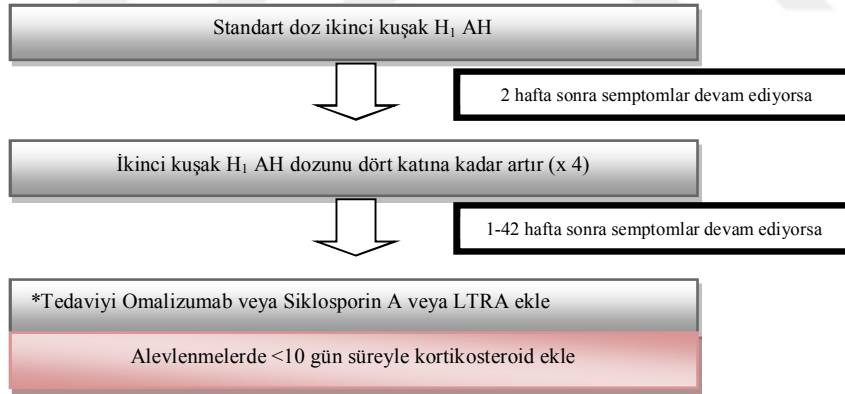 Standart doz ikinci kuşak H₁ AH
2 hafta sonra semptomlar devam ediyorsa
İkinci kuşak H₁ AH dozunu dört katına kadar artır (x 4)
1-42 hafta sonra semptomlar devam ediyorsa
*Tedaviyi Omalizumab veya Siklosporin A veya LTRA ekle
Alevlenmelerde <10 gün süreyle kortikosteroid ekle